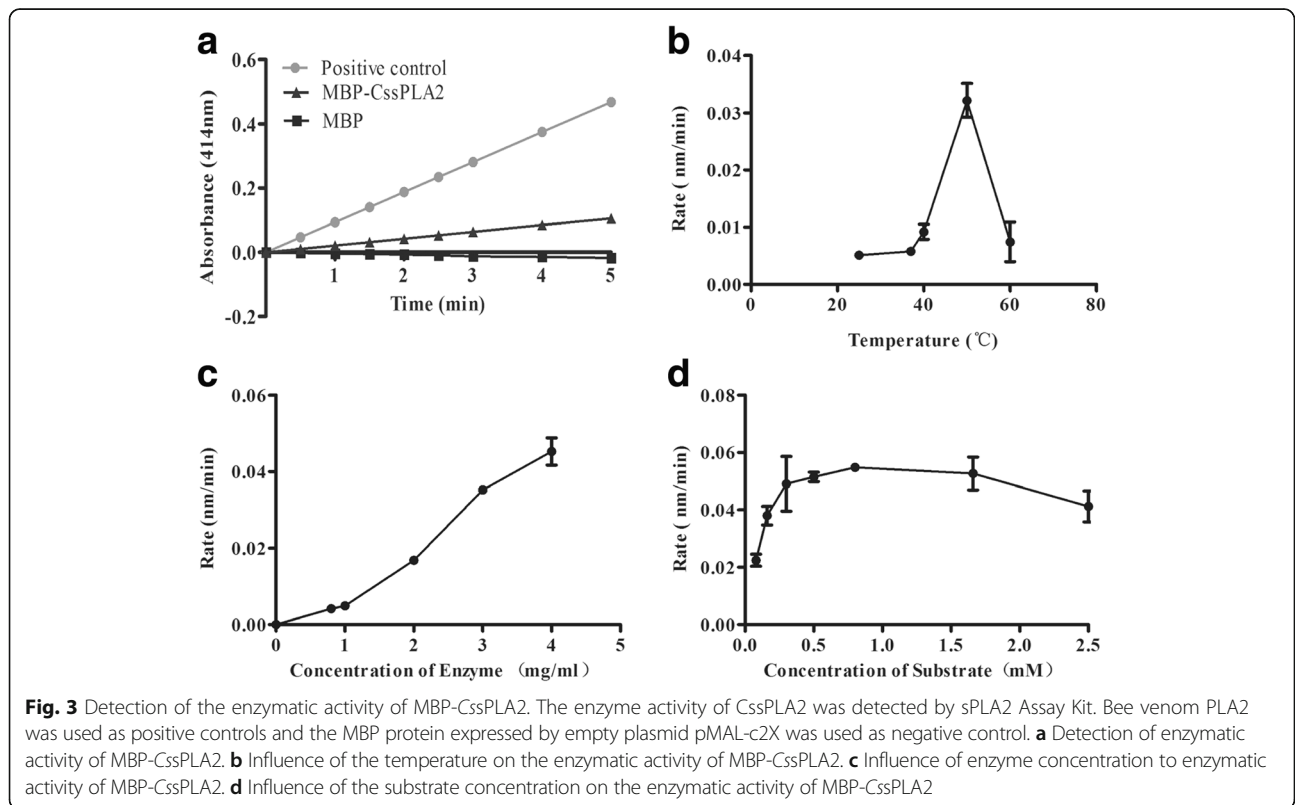 a
0.6
0.4
0.2
0.0
-0.2
Absorbance (414nm)
Positive control
MBP-CssPLA2
MBP
1 2 3 4 5
Time (min)
b
0.04
0.03
0.02
0.01
0.00
Rate ( nm/min)
0 20 40 60 80
Temperature (℃)
c
0.06
0.04
0.02
0.00
Rate (nm/min)
0 1 2 3 4 5
Concentration of Enzyme （mg/ml）
d
0.08
0.06
0.04
0.02
0.00
Rate ( nm/min)
0.0 0.5 1.0 1.5 2.0 2.5
Concentration of Substrate（mM）
Fig. 3 Detection of the enzymatic activity of MBP-CssPLA2. The enzyme activity of CssPLA2 was detected by sPLA2 Assay Kit. Bee venom PLA2
was used as positive controls and the MBP protein expressed by empty plasmid pMAL-c2X was used as negative control. a Detection of enzymatic
activity of MBP-CssPLA2. b Influence of the temperature on the enzymatic activity of MBP-CssPLA2. c Influence of enzyme concentration to enzymatic
activity of MBP-CssPLA2. d Influence of the substrate concentration on the enzymatic activity of MBP-CssPLA2